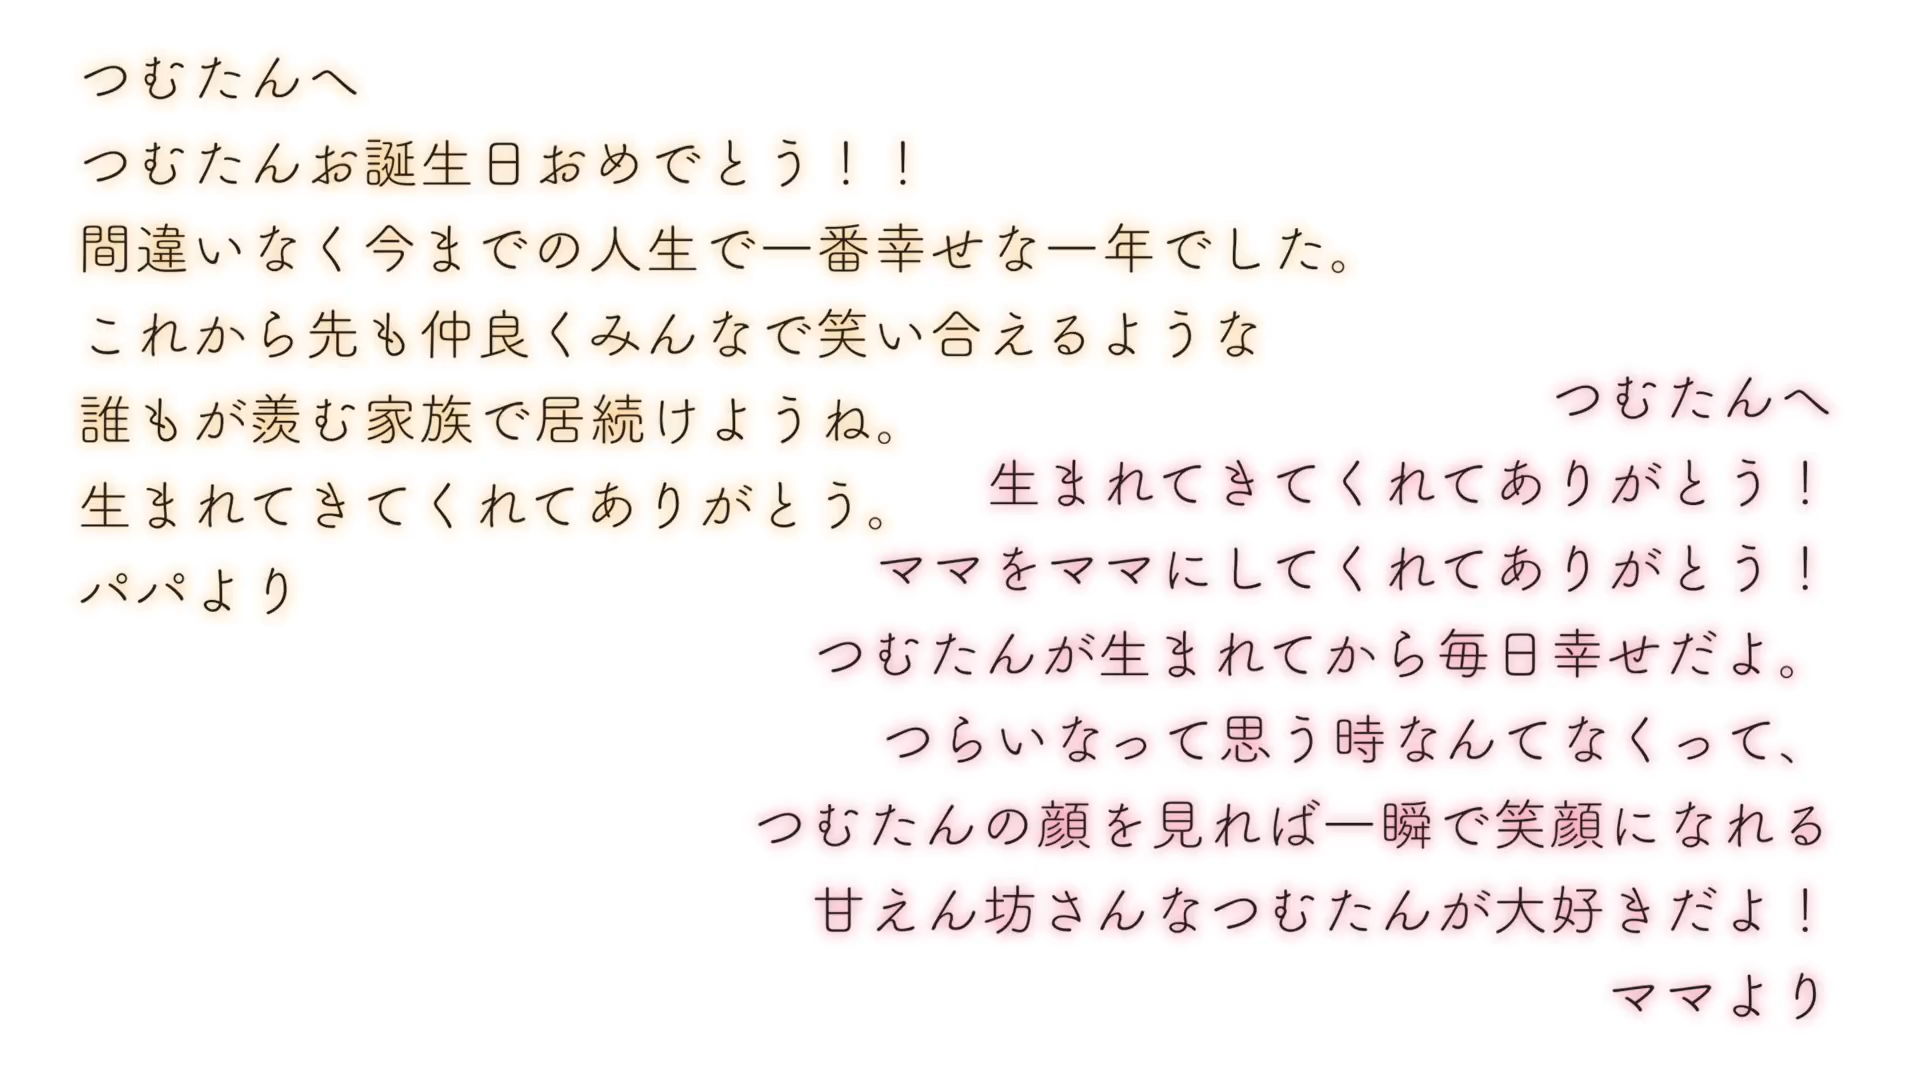 つむたんへ
つむたんお誕生日おめでとう！！
間違いなく今までの人生で一番幸せな一年でした。
これから先も仲良くみんなで笑い合えるような
誰もが羨む家族で居続けようね。
生まれてきてくれてありがとう。
パパより
つむたんへ
生まれてきてくれてありがとう！
ママをママにしてくれてありがとう！
つむたんが生まれてから毎日幸せだよ。
つらいなって思う時なんてなくって、
つむたんの顔を見れば一瞬で笑顔になれる
甘えん坊さんなつむたんが大好きだよ！
ママより